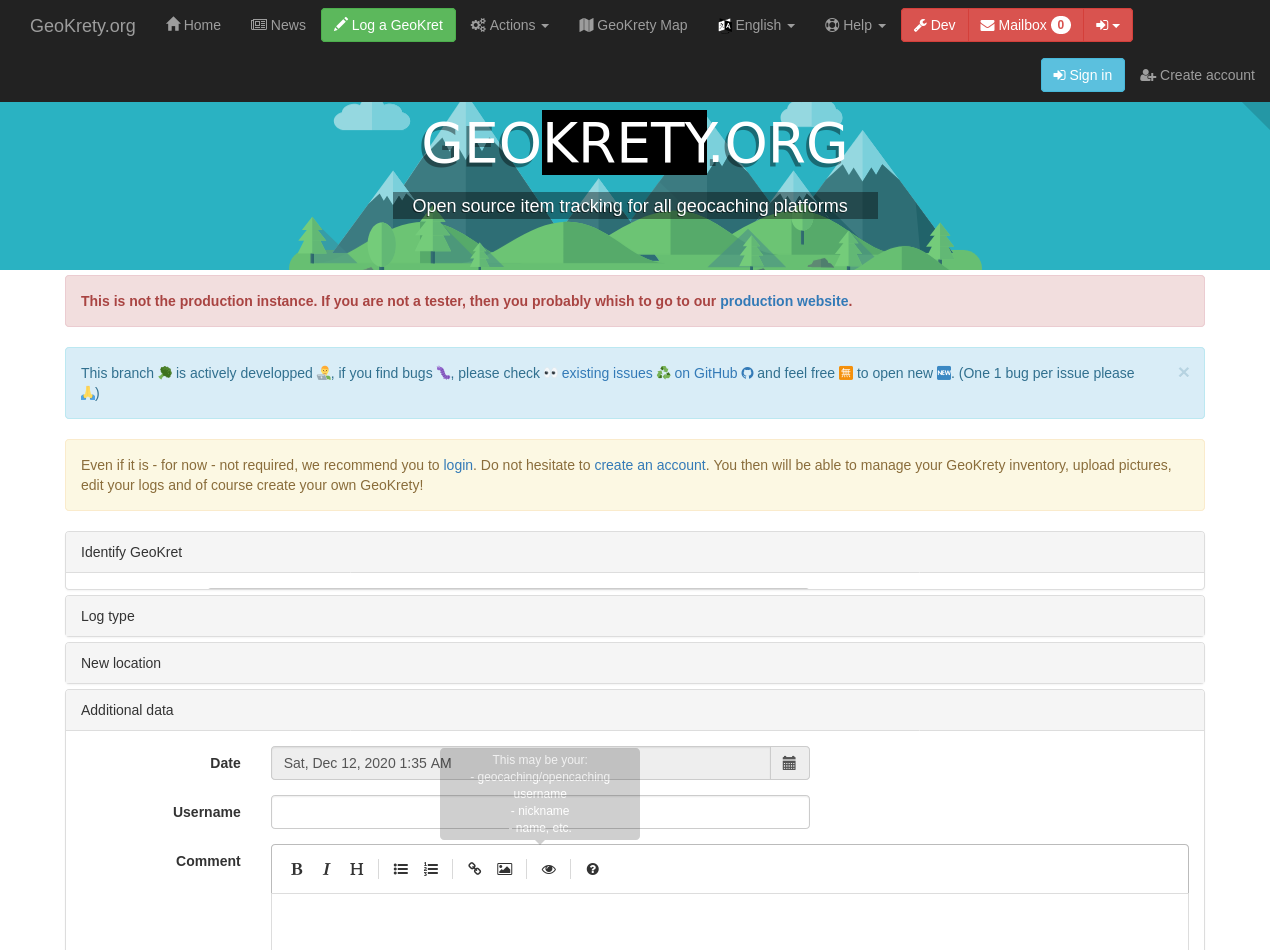 GeoKrety.org Home News Log a GeoKret Actions GeoKrety Map English Help Dev Mailbox 0
Sign in Create account
GEOKRETY.ORG
Open source item tracking for all geocaching platforms
This is not the production instance. If you are not a tester, then you probably whish to go to our production website.
This branch 🌳 is actively developped 👨‍🔬, if you find bugs 🐛, please check 👀 existing issues ♻ on GitHub and feel free 🈚 to open new 🆕. (One 1 bug per issue please ×
🙏)
Even if it is - for now - not required, we recommend you to login. Do not hesitate to create an account. You then will be able to manage your GeoKrety inventory, upload pictures,
edit your logs and of course create your own GeoKrety!
Identify GeoKret
Log type
New location
Additional data
Date Sat, Dec 12, 2020 1:35 AM
This may be your:
- geocaching/opencaching
username
- nickname
- name, etc.
Username
Comment B I H